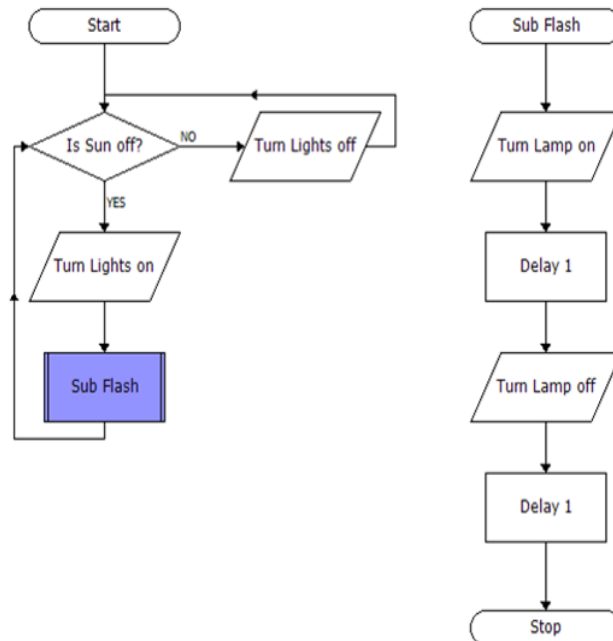 Start
Is Sun off?
NO
Turn Lights off
YES
Turn Lights on
Sub Flash
Sub Flash
Turn Lamp on
Delay 1
Turn Lamp off
Delay 1
Stop